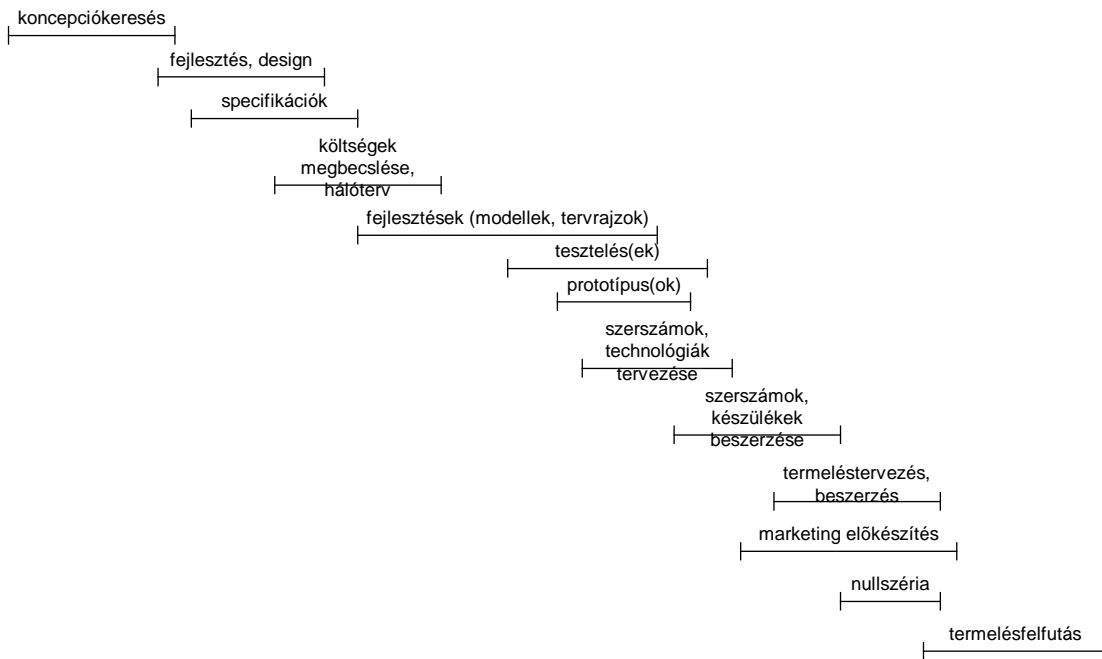 koncepciókeresés
fejlesztés, design
specifikációk
költségek
megbecslése,
hálóterv
fejlesztések (modellek, tervrajzok)
tesztelés(ek)
prototípus(ok)
szerszámok,
technológiák
tervezése
szerszámok,
készülékek
beszerzése
termeléstervezés,
beszerzés
marketing elõkészítés
nullszéria
termelésfelfutás